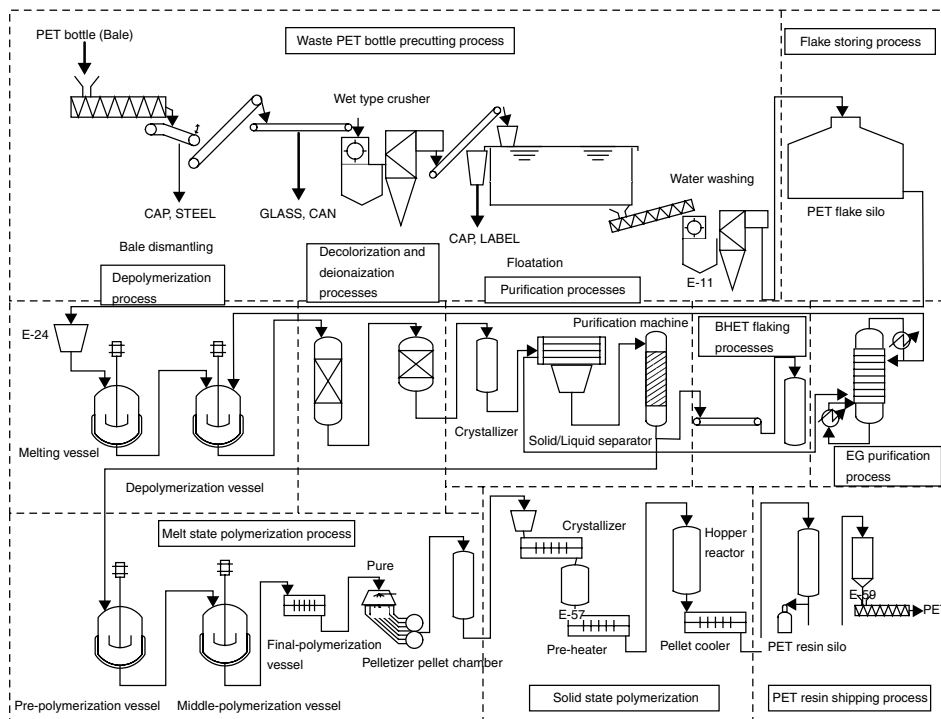 PET bottle (Bale)
Waste PET bottle precutting process
Flake storing process
Wet type crusher
Water washing
CAP, STEEL
GLASS, CAN
CAP, LABEL
PET flake silo
Bale dismantling
Floatation
E-11
Depolymerization
process
Decolorization and
deionaization
processes
Purification processes
E-24
Purification machine
BHET flaking
processes
Crystallizer
Solid/Liquid separator
Melting vessel
EG purification
process
Depolymerization vessel
Melt state polymerization process
Crystallizer
Hopper
reactor
Pure
E-57
E-59
PET
Final-polymerization
vessel
Pelletizer pellet chamber
Pre-heater
Pellet cooler
PET resin silo
Pre-polymerization vessel
Middle-polymerization vessel
Solid state polymerization
PET resin shipping process